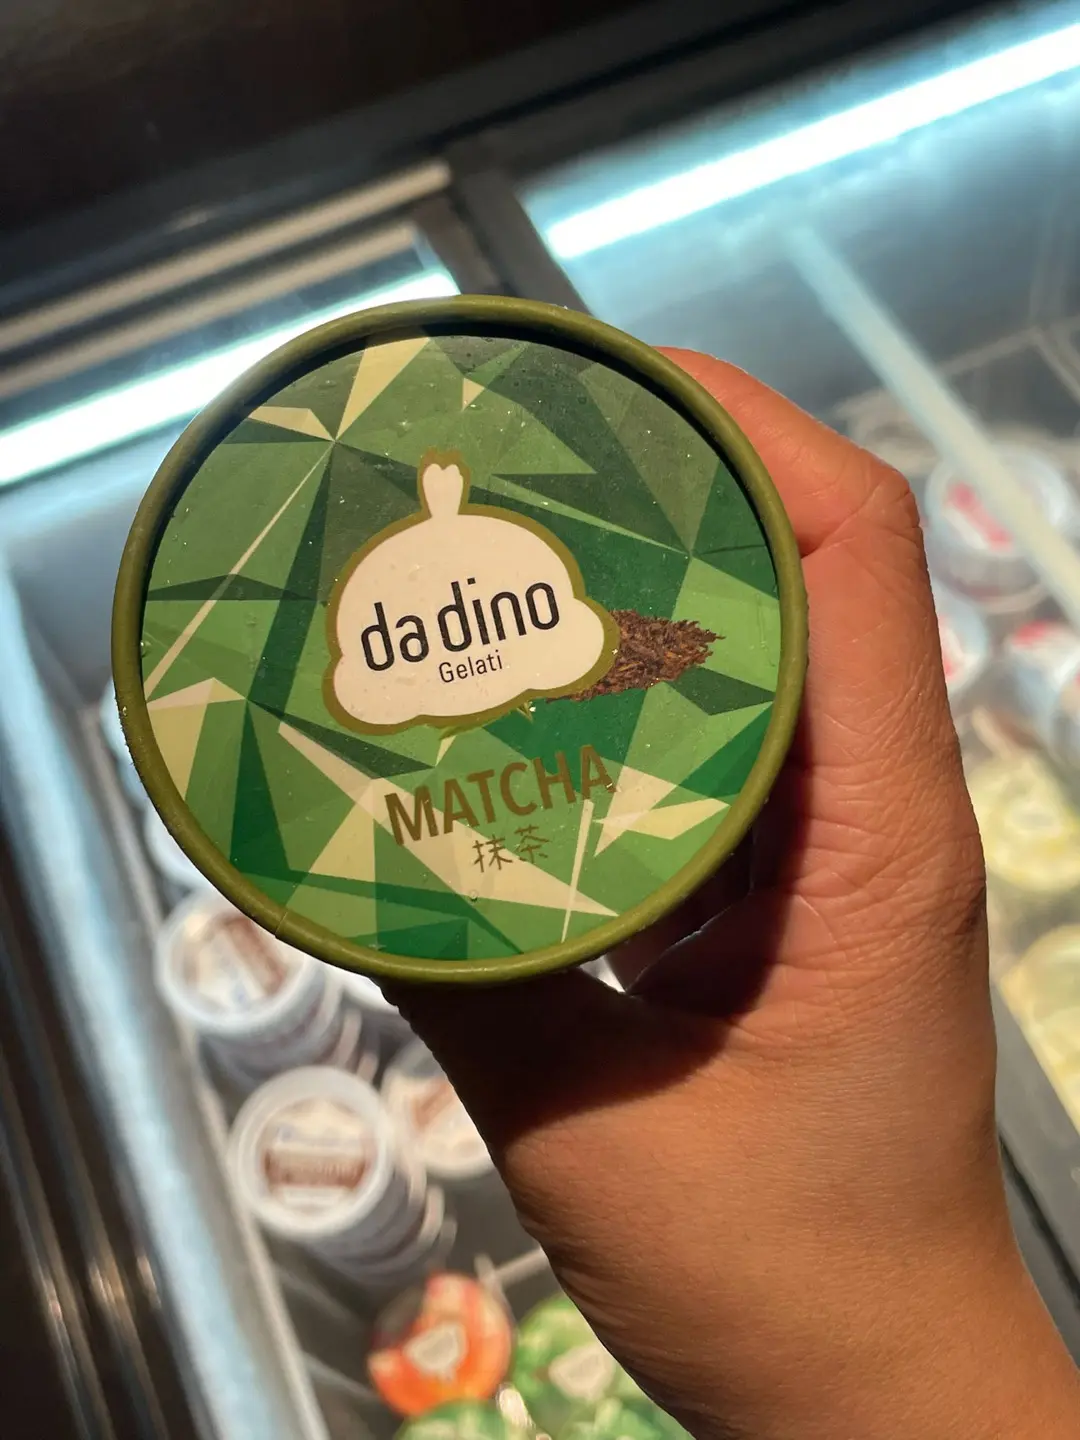 da dino
Gelati
MATCHA
抹茶